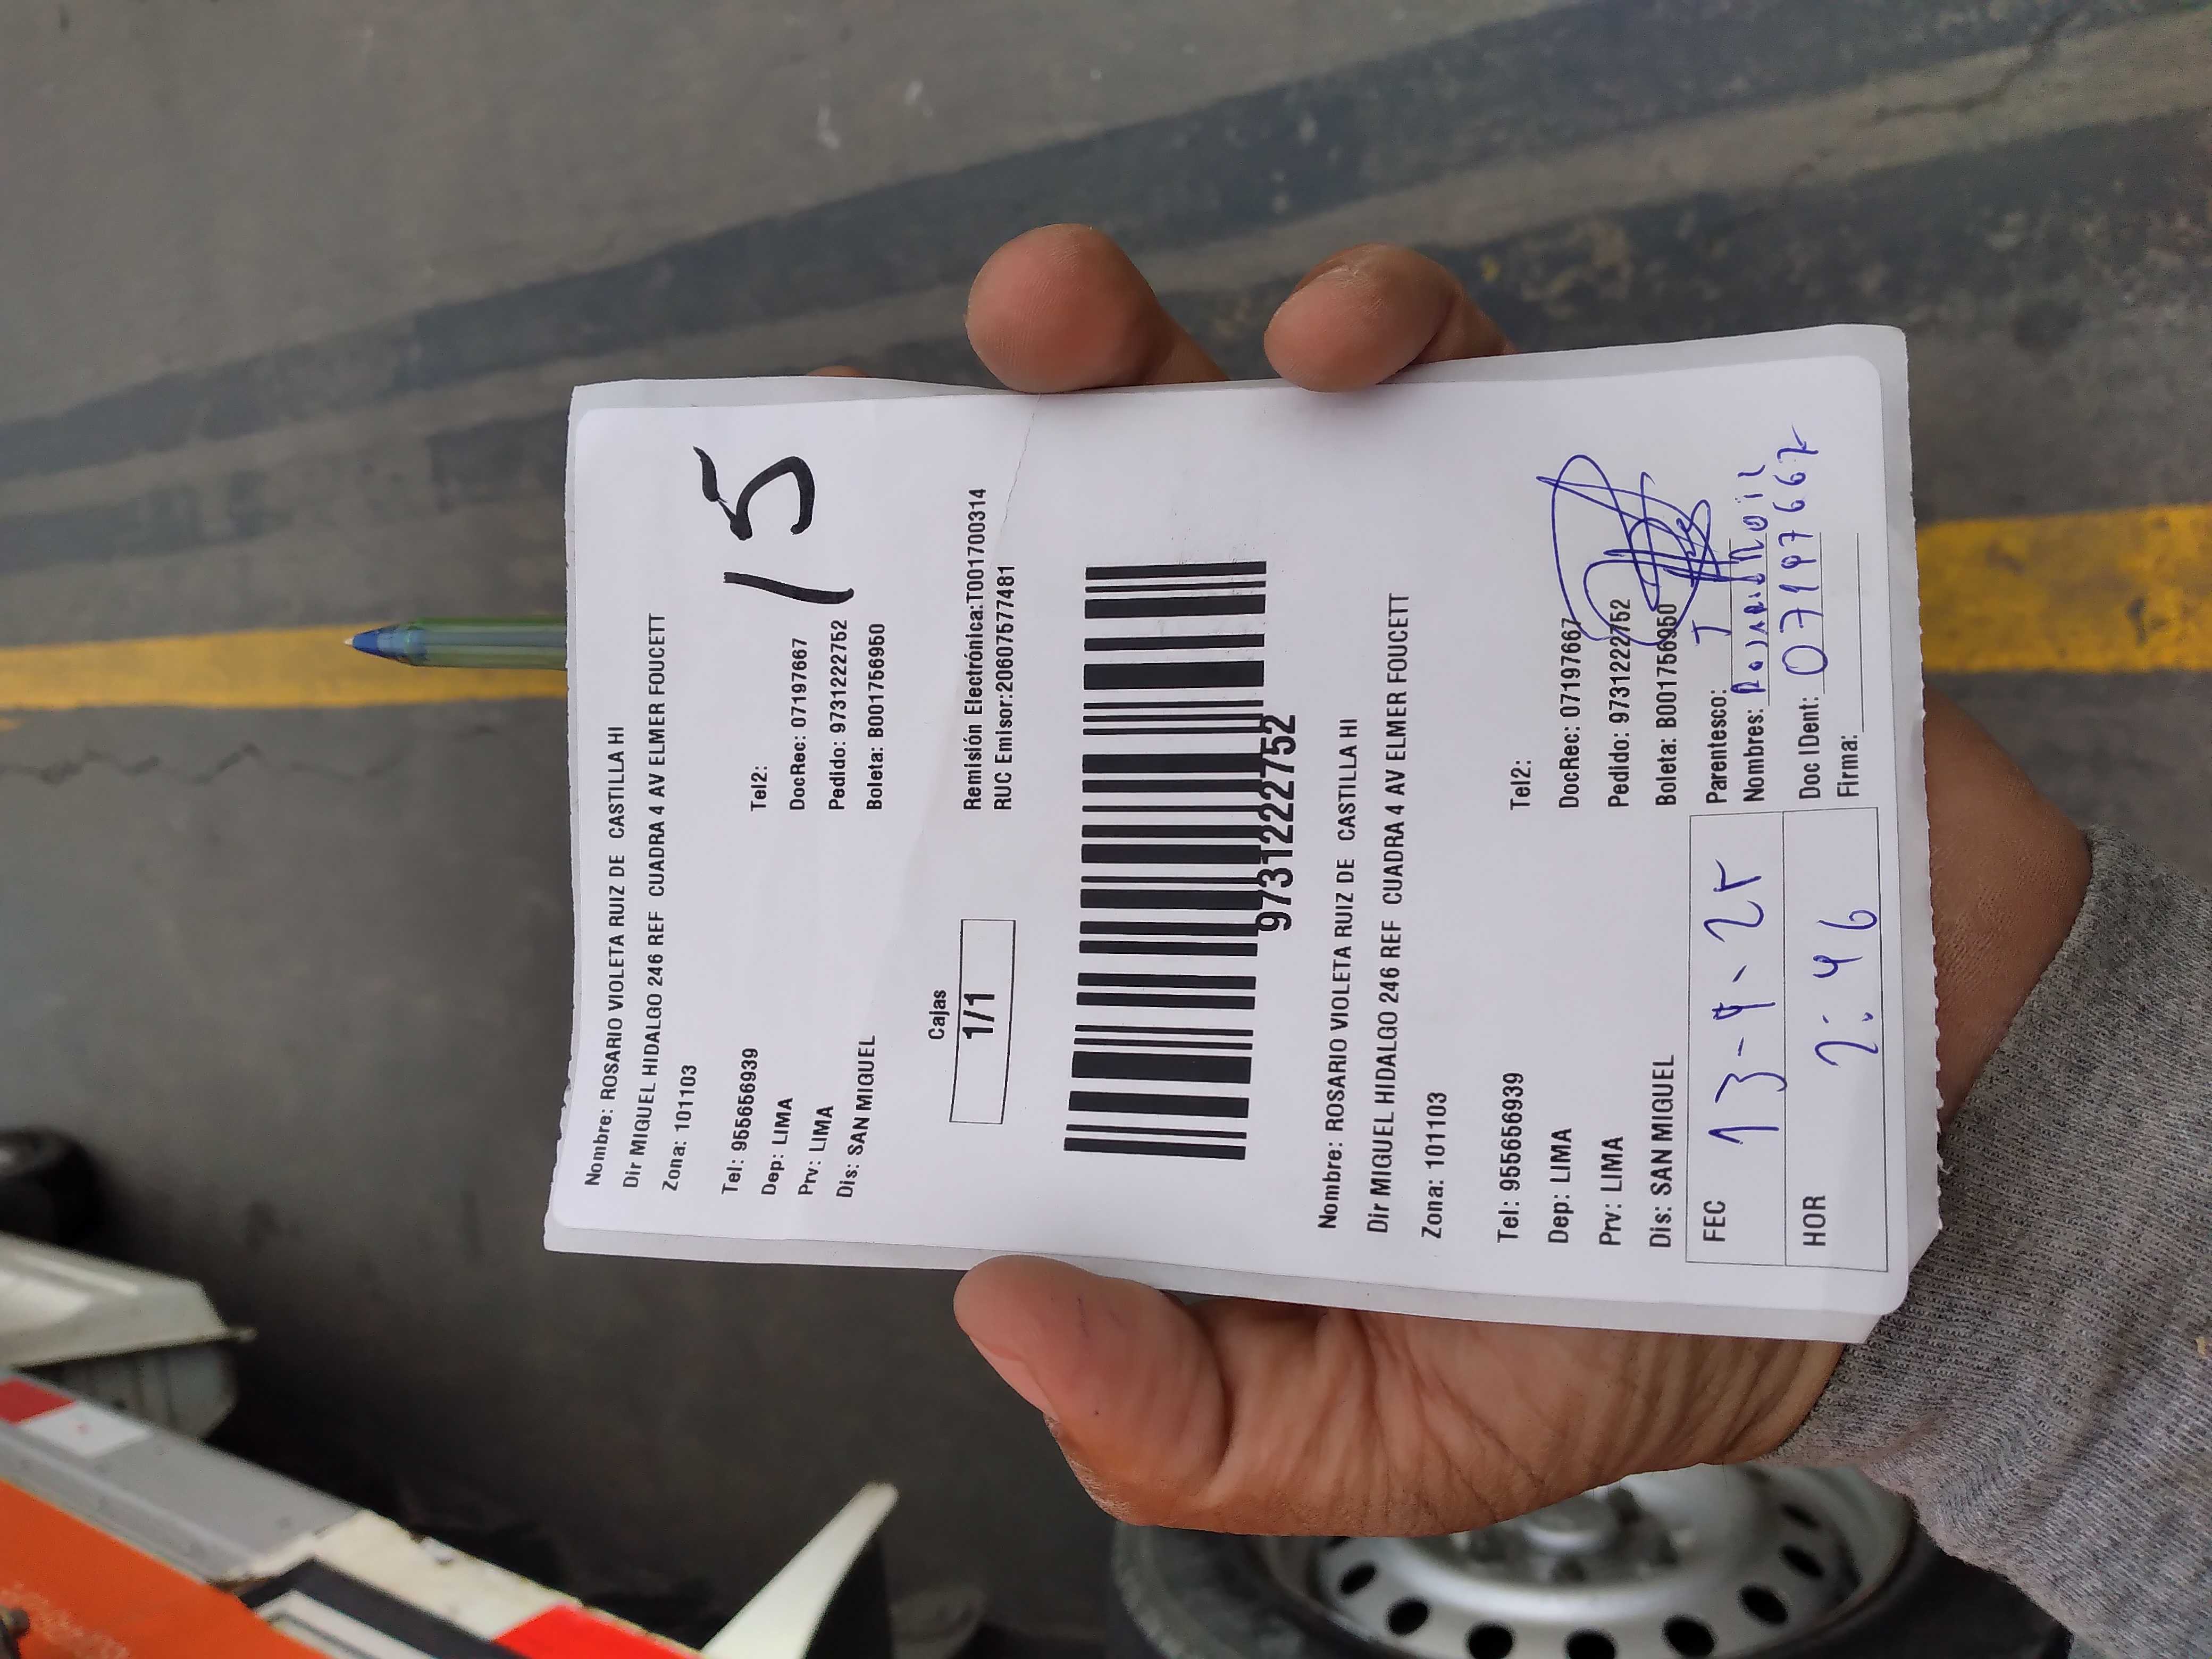 Nombre: ROSARIO VIOLETA RUIZ DE CASTILLA HI
Dir MIGUEL HIDALGO 246 REF CUADRA 4 AV ELMER FOUCETT
Zona: 101103
15
Tel: 955656939 Tel2:
Dep: LIMA DocRec: 07197667
Prv: LIMA Pedido: 9731222752
Dis: SAN MIGUEL Boleta: B001756950
Cajas
1/1
Remisión Electrónica:T001700314
RUC Emisor:20607577481
9731222752
Nombre: ROSARIO VIOLETA RUIZ DE CASTILLA HI
Dir MIGUEL HIDALGO 246 REF CUADRA 4 AV ELMER FOUCETT
Zona: 101103
Tel: 955656939 Tel2:
Dep: LIMA DocRec: 07197667
Prv: LIMA Pedido: 9731222752
Dis: SAN MIGUEL Boleta: B001756950
FEC 13-9-25
HOR 2:46
Parentesco: T
Nombres:
Doc IDent: 07197667
Firma: